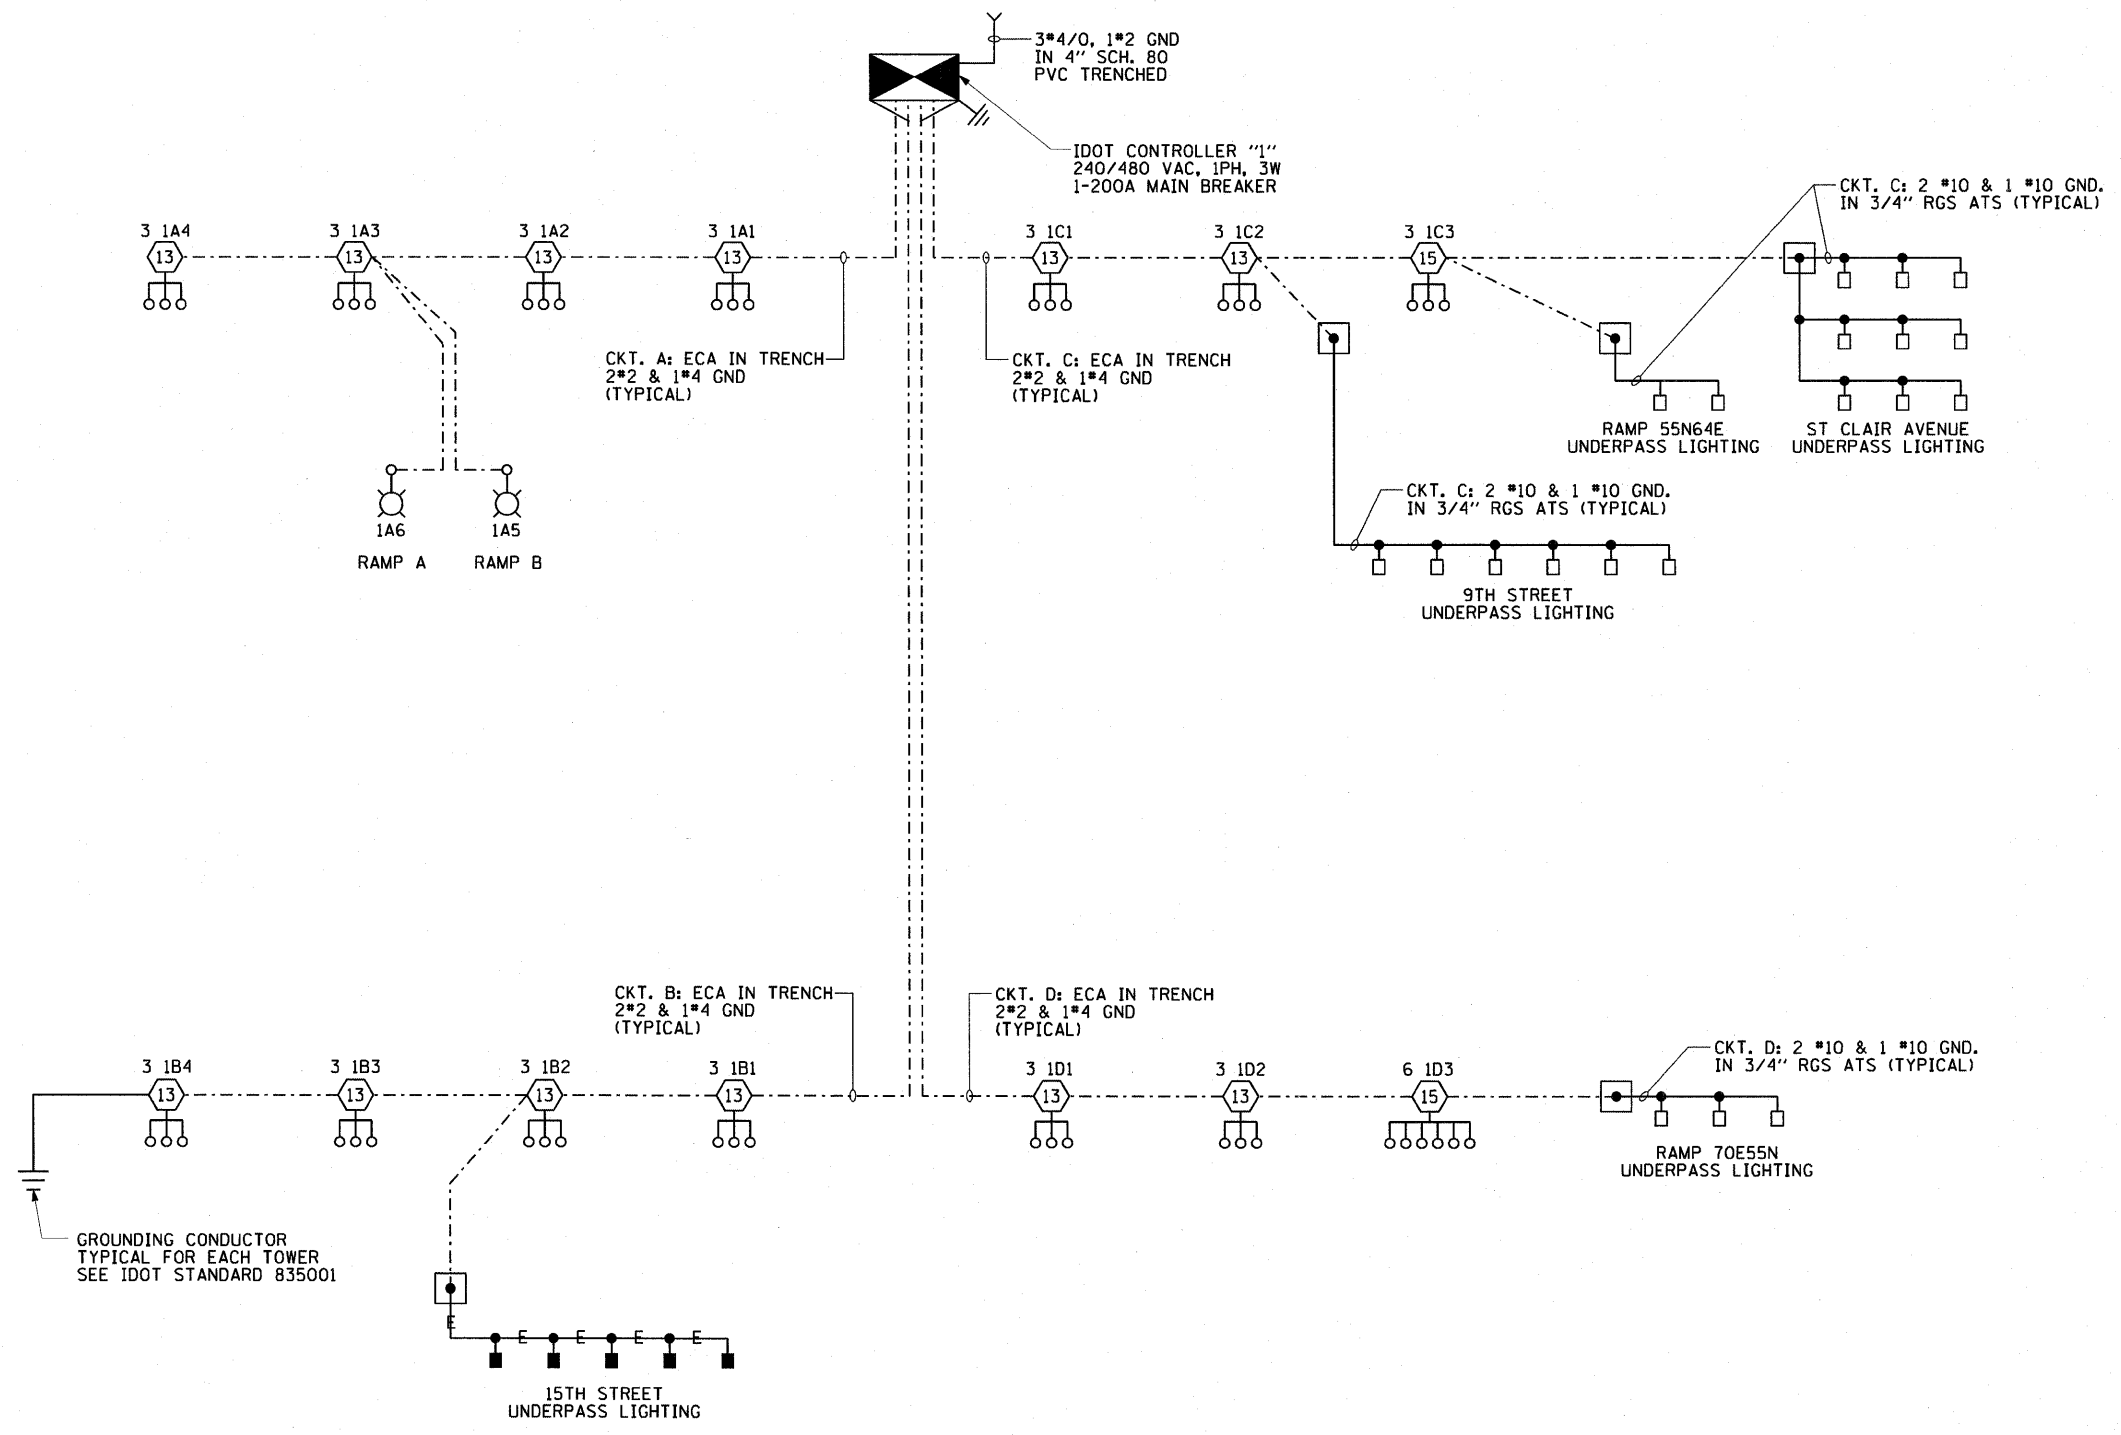 3#4/0, 1#2 GND
IN 4" SCH. 80
PVC TRENCHED
IDOT CONTROLLER "1"
240/480 VAC, 1PH, 3W
1-200A MAIN BREAKER
CKT. C: 2 #10 & 1 #10 GND.
IN 3/4" RGS ATS (TYPICAL)
3 1A4
3 1A3
3 1A2
3 1A1
3 1C1
3 1C2
3 1C3
13
13
13
13
13
13
15
CKT. A: ECA IN TRENCH
2#2 & 1#4 GND
(TYPICAL)
CKT. C: ECA IN TRENCH
2#2 & 1#4 GND
(TYPICAL)
RAMP 55N64E
UNDERPASS LIGHTING
ST CLAIR AVENUE
UNDERPASS LIGHTING
1A6
1A5
RAMP A
RAMP B
CKT. C: 2 #10 & 1 #10 GND.
IN 3/4" RGS ATS (TYPICAL)
9TH STREET
UNDERPASS LIGHTING
CKT. B: ECA IN TRENCH
2#2 & 1#4 GND
(TYPICAL)
CKT. D: ECA IN TRENCH
2#2 & 1#4 GND
(TYPICAL)
CKT. D: 2 #10 & 1 #10 GND.
IN 3/4" RGS ATS (TYPICAL)
3 1B4
3 1B3
3 1B2
3 1B1
3 1D1
3 1D2
6 1D3
13
13
13
13
13
13
15
RAMP 70E55N
UNDERPASS LIGHTING
GROUNDING CONDUCTOR
TYPICAL FOR EACH TOWER
SEE IDOT STANDARD 835001
E
E
E
E
E
15TH STREET
UNDERPASS LIGHTING